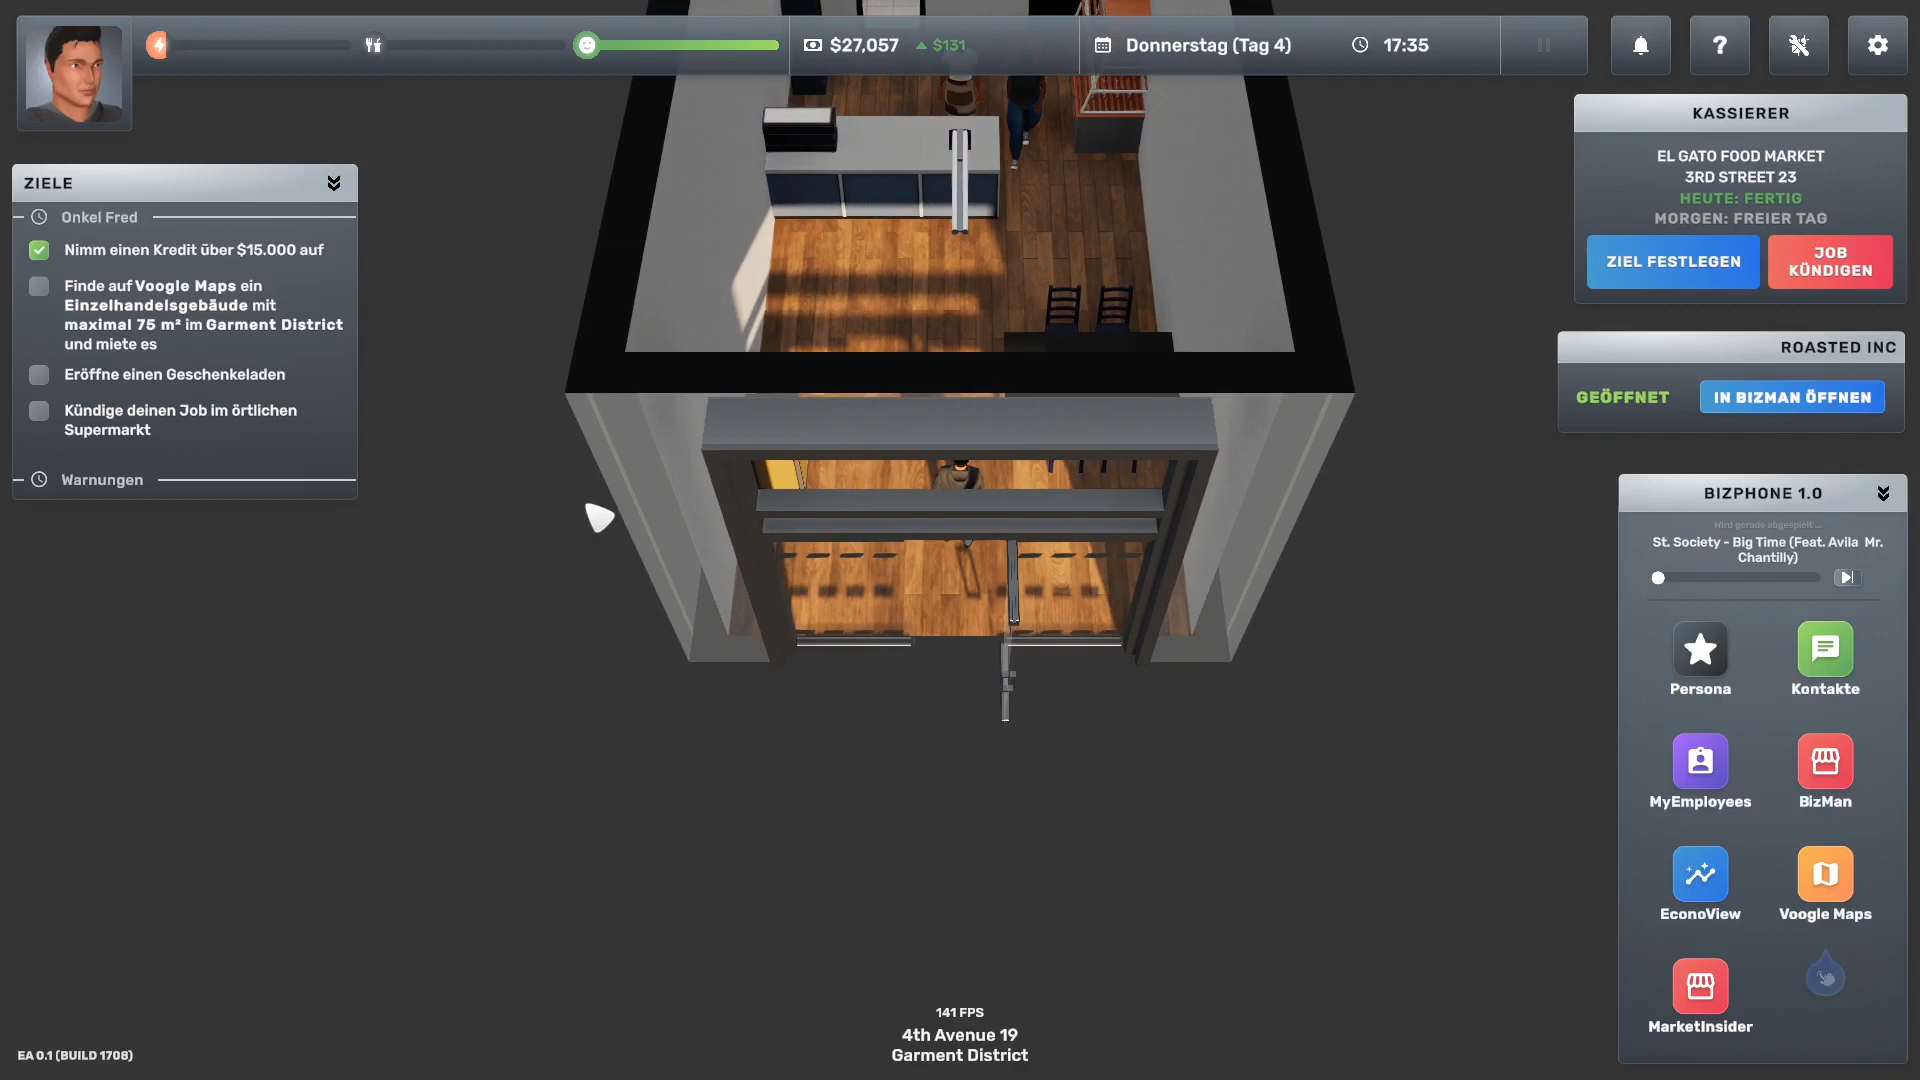 $27,057
$131
Donnerstag (Tag 4)
17:35
?
ZIELE
Onkel Fred
Nimm einen Kredit über $15.000 auf
Finde auf Voogle Maps ein
Einzelhandelsgebäude mit
maximal 75 m² im Garment District
und miete es
Eröffne einen Geschenkeladen
Kündige deinen Job im örtlichen
Supermarkt
Warnungen
KASSIERER
EL GATO FOOD MARKET
3RD STREET 23
HEUTE: FERTIG
MORGEN: FREIER TAG
ZIEL FESTLEGEN
JOB
KÜNDIGEN
ROASTED INC
GEÖFFNET
IN BIZMAN ÖFFNEN
BIZPHONE 1.0
Wird gerade abgespielt ...
St. Society - Big Time (Feat. Avila Mr.
Chantilly)
Persona
Kontakte
MyEmployees
BizMan
EconoView
Voogle Maps
MarketInsider
141 FPS
4th Avenue 19
Garment District
EA 0.1 (BUILD 1708)